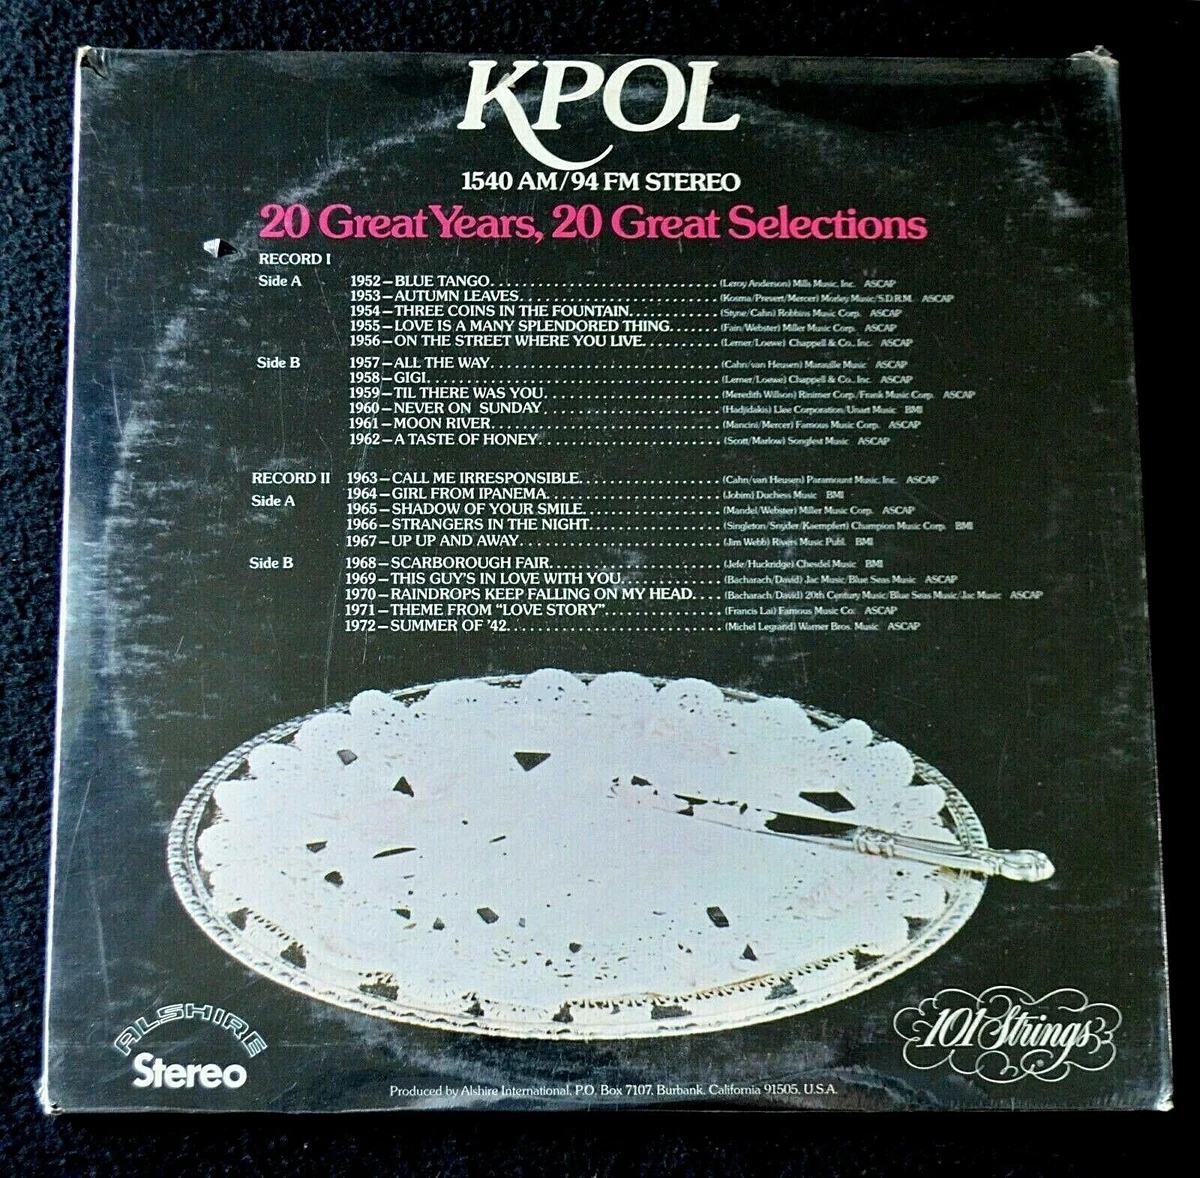 KPOL
1540 AM/94 FM STEREO
20 Great Years, 20 Great Selections
RECORD I
Side A 1952–BLUE TANGO (Leroy Anderson) Mills Music, Inc. ASCAP
1953–AUTUMN LEAVES (Kosma/Prevert/Mercer) Morley Music/S.D.R.M. ASCAP
1954–THREE COINS IN THE FOUNTAIN (Styne/Cahn) Robbins Music Corp. ASCAP
1955–LOVE IS A MANY SPLENDORED THING (Fain/Webster) Miller Music Corp. ASCAP
1956–ON THE STREET WHERE YOU LIVE (Lerner/Loewe) Chappell & Co., Inc. ASCAP
Side B 1957–ALL THE WAY (Cahn/van Heusen) Maraville Music ASCAP
1958–GIGI (Lerner/Loewe) Chappell & Co., Inc. ASCAP
1959–TIL THERE WAS YOU (Meredith Willson) Rinimer Corp./Frank Music Corp. ASCAP
1960–NEVER ON SUNDAY (Hadjidakis) Llee Corporation/Unart Music BMI
1961–MOON RIVER (Mancini/Mercer) Famous Music Corp. ASCAP
1962–A TASTE OF HONEY (Scott/Marlow) Songfest Music ASCAP
RECORD II 1963–CALL ME IRRESPONSIBLE (Cahn/van Heusen) Paramount Music, Inc. ASCAP
Side A 1964–GIRL FROM IPANEMA (Jobim) Duchess Music BMI
1965–SHADOW OF YOUR SMILE (Mandel/Webster) Miller Music Corp. ASCAP
1966–STRANGERS IN THE NIGHT (Singleton/Snyder/Kaempfert) Champion Music Corp. BMI
1967–UP UP AND AWAY (Jim Webb) Rivers Music Publ. BMI
Side B 1968–SCARBOROUGH FAIR (Jefe/Huckridge) Chesdel Music BMI
1969–THIS GUY'S IN LOVE WITH YOU (Bacharach/David) Jac Music/Blue Seas Music ASCAP
1970–RAINDROPS KEEP FALLING ON MY HEAD (Bacharach/David) 20th Century Music/Blue Seas Music/Jac Music ASCAP
1971–THEME FROM "LOVE STORY" (Francis Lai) Famous Music Co. ASCAP
1972–SUMMER OF '42 (Michel Legrand) Warner Bros. Music ASCAP
ALSHIRE
Stereo
101 Strings
Produced by Alshire International, P.O. Box 7107, Burbank, California 91505, U.S.A.